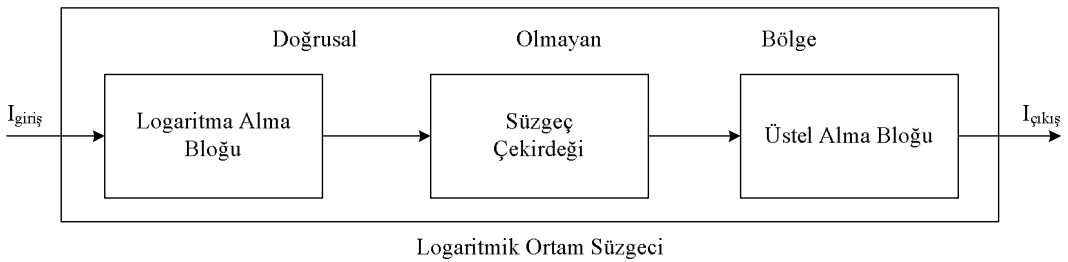 Doğrusal Olmayan Bölge
I_giriş
Logaritma Alma
Bloğu
Süzgeç
Çekirdeği
Üstel Alma Bloğu
I_çıkış
Logaritmik Ortam Süzgeci